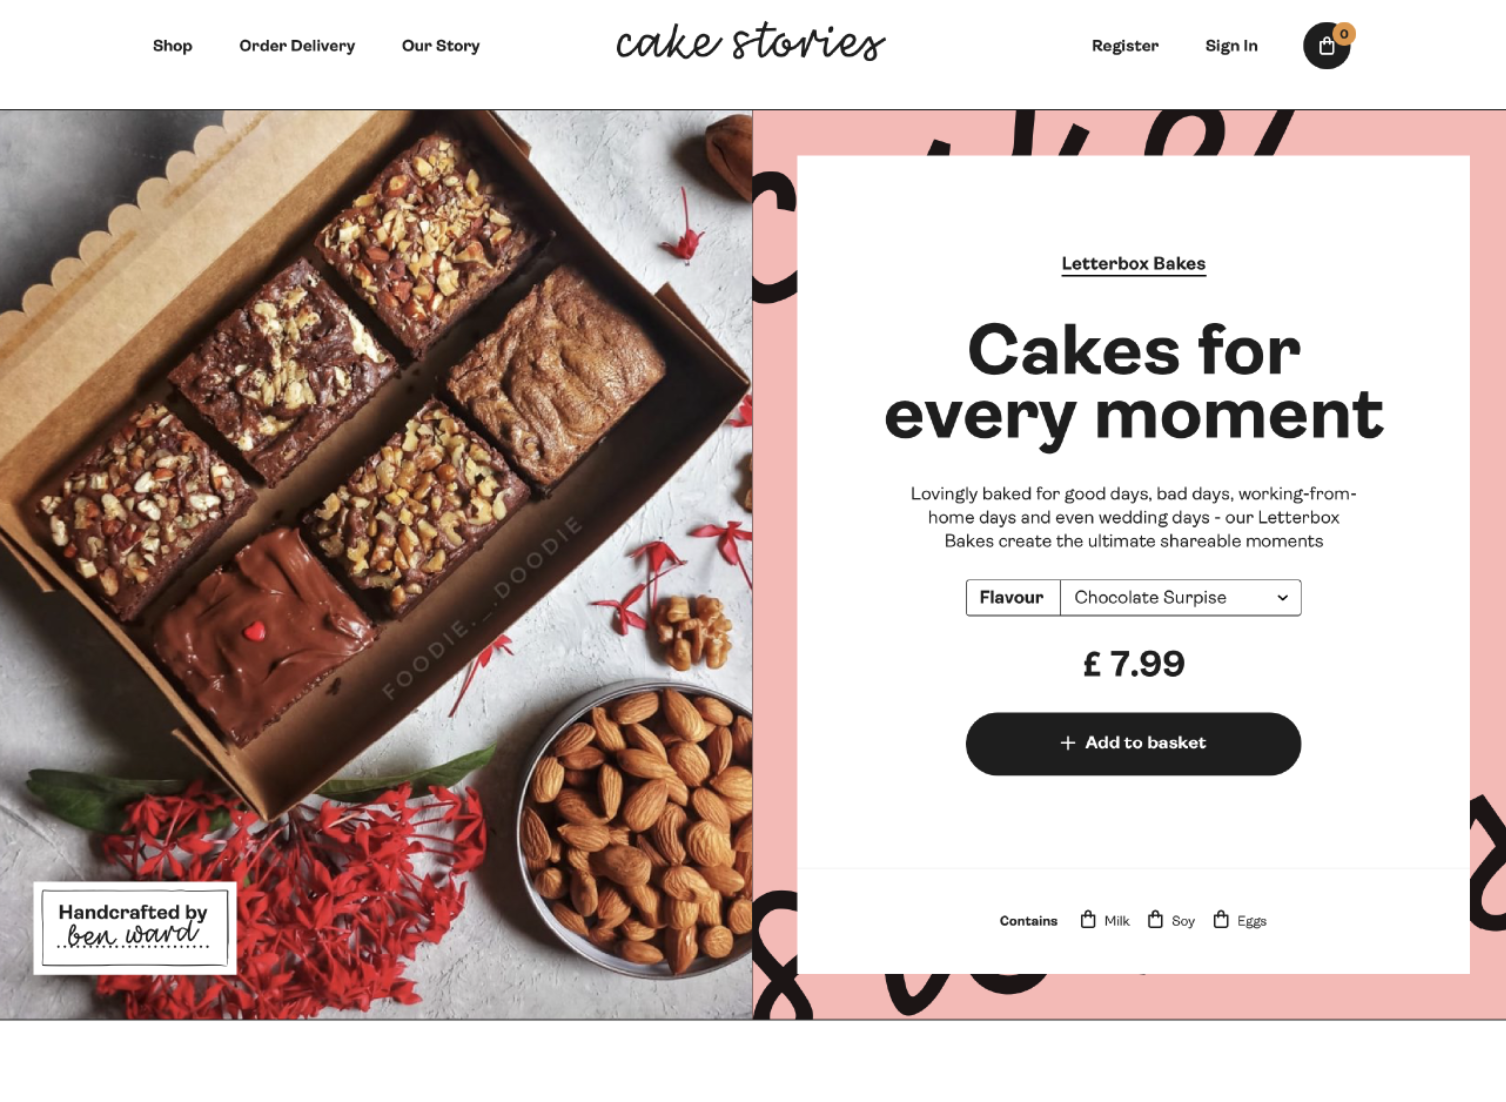 Shop
Order Delivery
Our Story
cake stories
Register
Sign In
0
FOODIE._.DOODIE
Handcrafted by
ben ward
Letterbox Bakes
Cakes for
every moment
Lovingly baked for good days, bad days, working-from-
home days and even wedding days - our Letterbox
Bakes create the ultimate shareable moments
Flavour
Chocolate Surpise
£ 7.99
+ Add to basket
Contains
Milk
Soy
Eggs